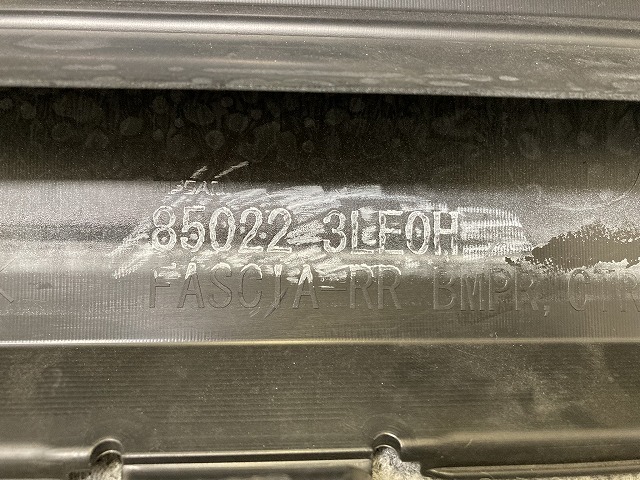 85022 3LE0H
FASCIA-RR BMPR, CTR